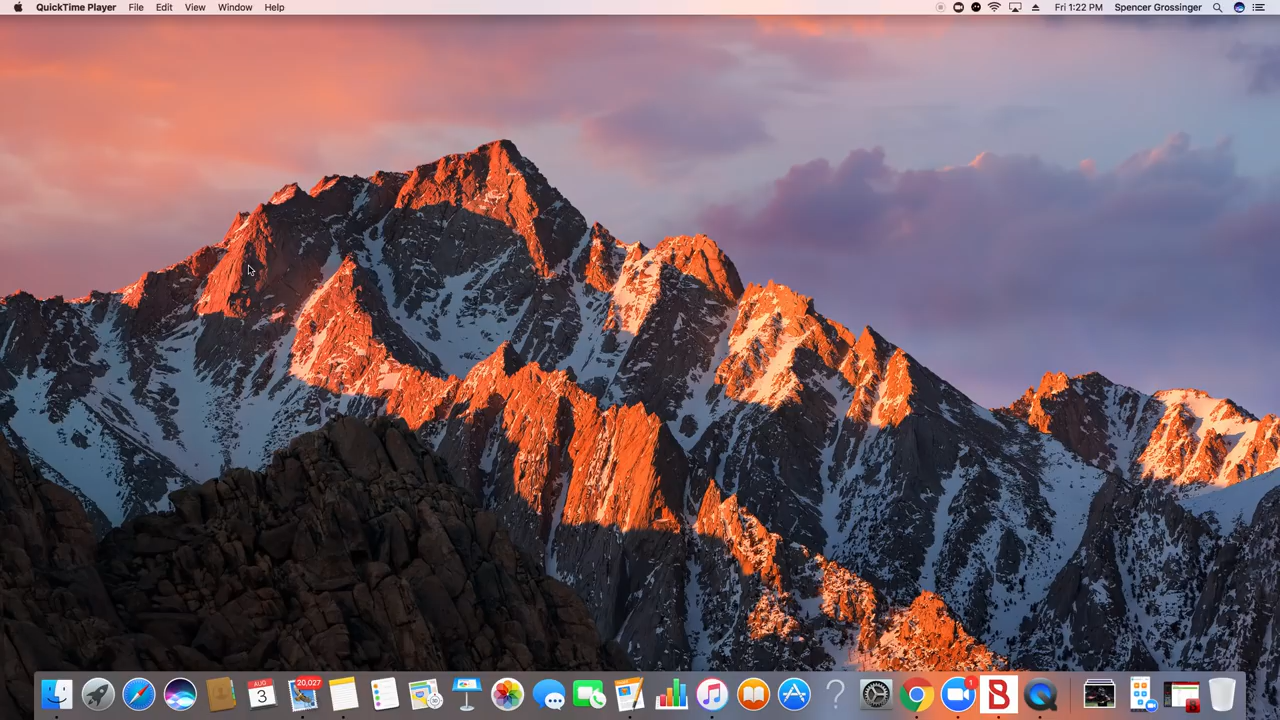 QuickTime Player File Edit View Window Help Fri 1:22 PM Spencer Grossinger
AUG
3
20,027
1
B